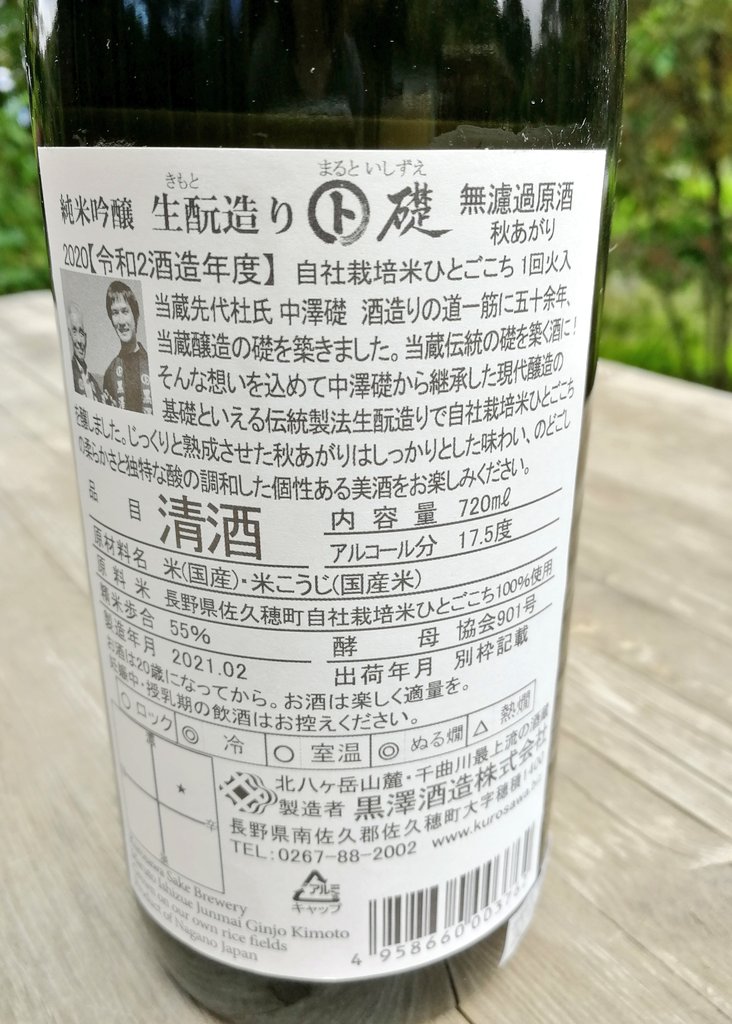 きもと まるといしずえ
純米吟醸 生酛造り ト 礎 無濾過原酒
秋あがり
2020【令和2酒造年度】 自社栽培米ひとごこち 1回火入
当蔵先代杜氏 中澤礎 酒造りの道一筋に五十余年、
当蔵醸造の礎を築きました。当蔵伝統の礎を築く酒に!
そんな想いを込めて中澤礎から継承した現代醸造の
基礎といえる伝統製法生酛造りで自社栽培米ひとごこち
を醸しました。じっくりと熟成させた秋あがりはしっかりとした味わい、のどごし
の柔らかさと独特な酸の調和した個性ある美酒をお楽しみください。
品目 清酒 内容量 720mℓ
アルコール分 17.5度
原材料名 米(国産)・米こうじ(国産米)
原料米 長野県佐久穂町自社栽培米ひとごこち100%使用
精米歩合 55% 酵母 協会901号
製造年月 2021.02 出荷年月 別枠記載
お酒は20歳になってから。お酒は楽しく適量を。
妊娠中・授乳期の飲酒はお控えください。
○ロック ◎冷 ○室温 ◎ぬる燗 △熱燗
北八ヶ岳山麓・千曲川最上流の酒蔵
製造者 黒澤酒造株式会社
長野県南佐久郡佐久穂町大字穂積1400
TEL:0267-88-2002 www.kurosawa.biz
アルミ
キャップ
Sake Brewery
Ishizue Junmai Ginjo Kimoto
on our own rice fields
of Nagano Japan
4 958660 003